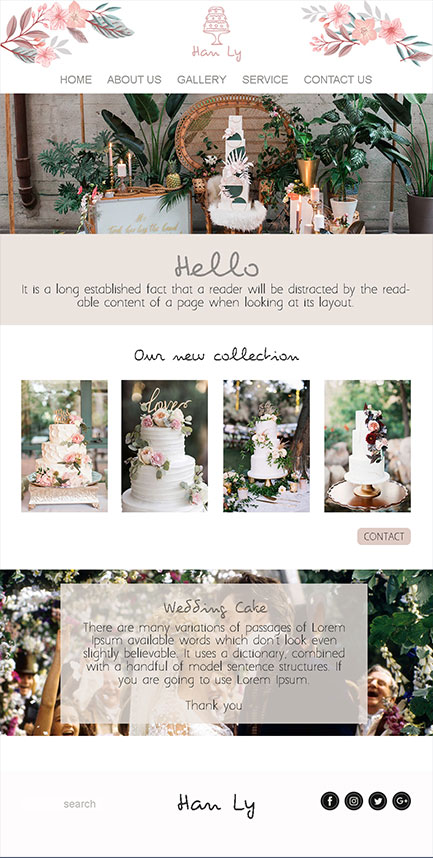 Han Ly
HOME ABOUT US GALLERY SERVICE CONTACT US
Hello
It is a long established fact that a reader will be distracted by the read-
able content of a page when looking at its layout.
Our new collection
Love
CONTACT
Wedding Cake
There are many variations of passages of Lorem
Ipsum available words which don't look even
slightly believable. It uses a dictionary, combined
with a handful of model sentence structures. If
you are going to use Lorem Ipsum.
Thank you
search
Han Ly
f
G+